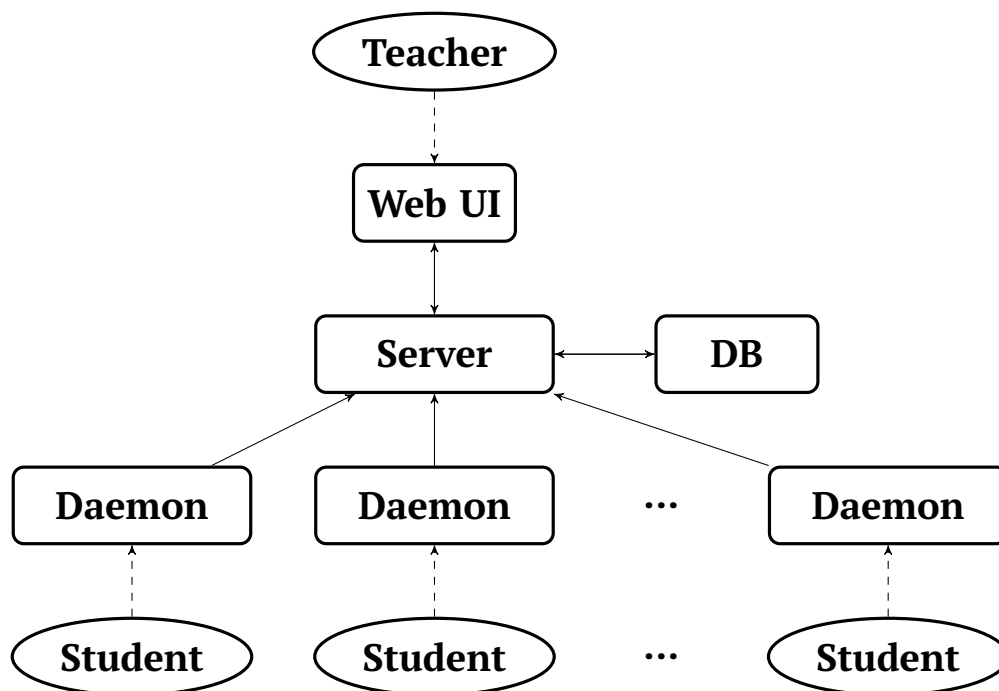 Teacher
Web UI
Server DB
Daemon Daemon ... Daemon
Student Student ... Student